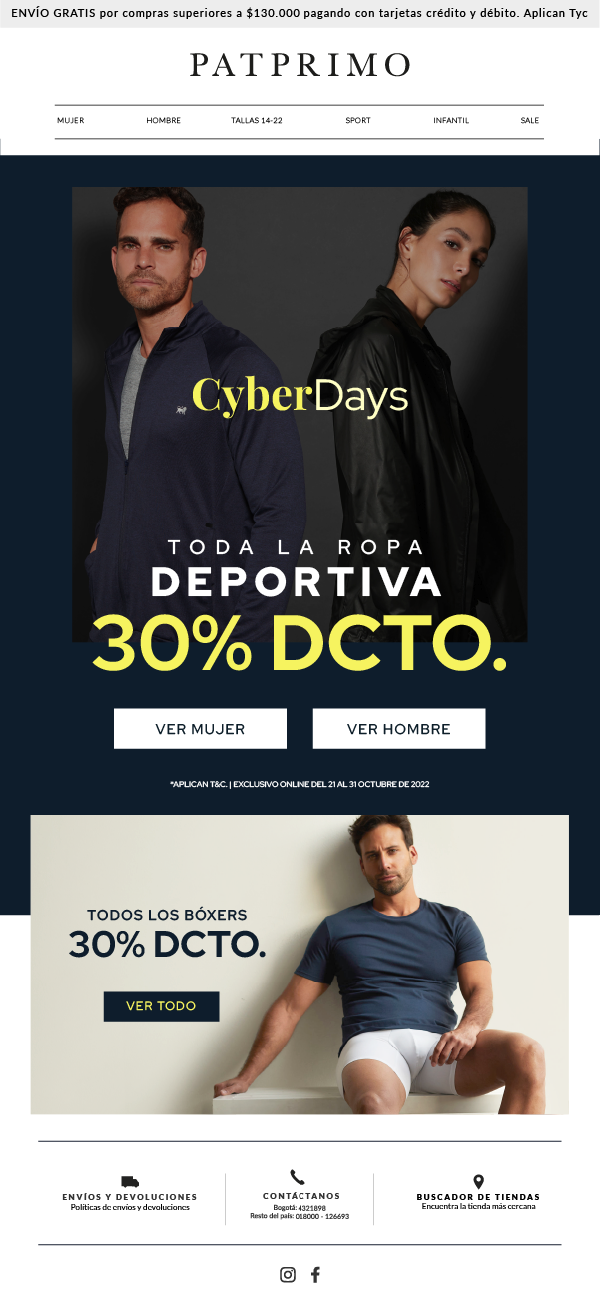 ENVÍO GRATIS por compras superiores a $130.000 pagando con tarjetas crédito y débito. Aplican Tyc
PATPRIMO
MUJER HOMBRE TALLAS 14-22 SPORT INFANTIL SALE
CyberDays
TODA LA ROPA
DEPORTIVA
30% DCTO.
VER MUJER VER HOMBRE
*APLICAN T&C. | EXCLUSIVO ONLINE DEL 21 AL 31 OCTUBRE DE 2022
TODOS LOS BÓXERS
30% DCTO.
VER TODO
ENVÍOS Y DEVOLUCIONES
Políticas de envíos y devoluciones
CONTÁCTANOS
Bogotá: 4321898
Resto del país: 018000 - 126693
BUSCADOR DE TIENDAS
Encuentra la tienda más cercana